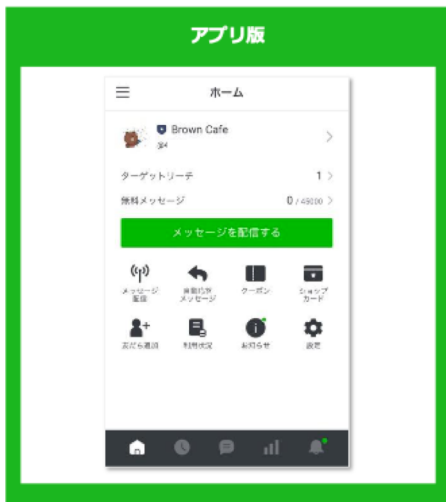 アプリ版
ホーム
Brown Cafe
ターゲットリーチ 1
無料メッセージ 0 / 45000
メッセージを配信する
メッセージ配信
自動応答メッセージ
クーポン
ショップカード
友だち追加
利用状況
お知らせ
設定